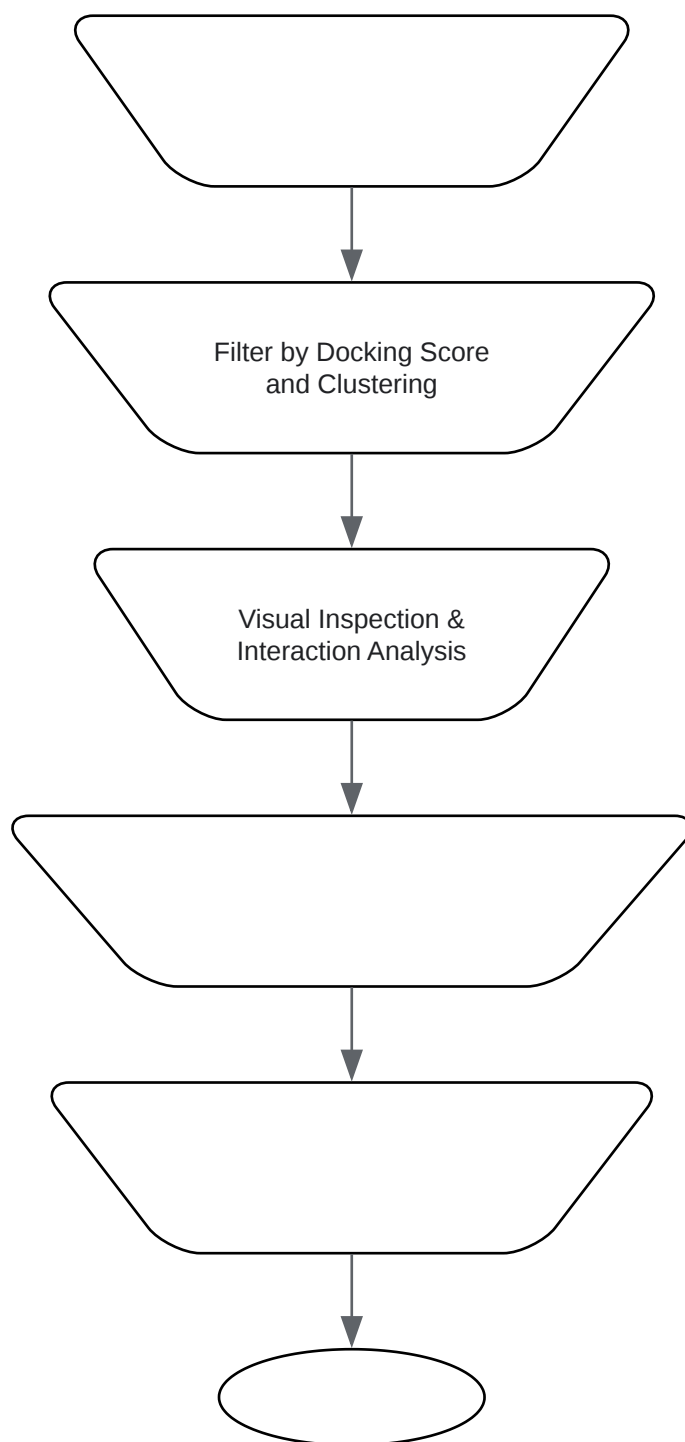 Filter by Docking Score
and Clustering
Visual Inspection &
Interaction Analysis